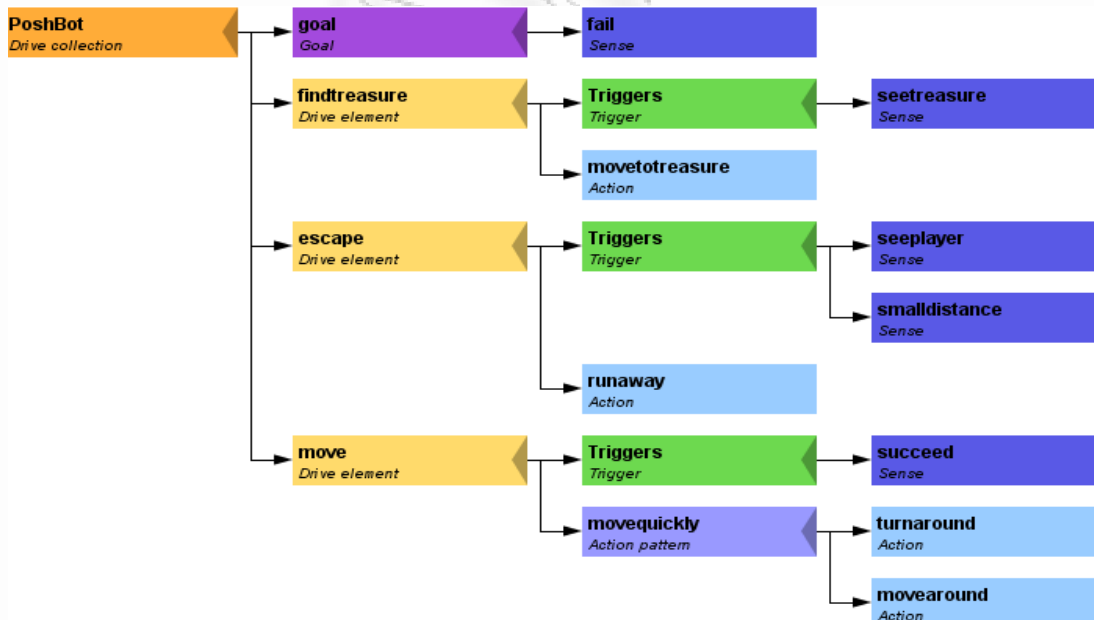 PoshBot
Drive collection
goal
Goal
fail
Sense
findtreasure
Drive element
Triggers
Trigger
seetreasure
Sense
movetotreasure
Action
escape
Drive element
Triggers
Trigger
seeplayer
Sense
smalldistance
Sense
runaway
Action
move
Drive element
Triggers
Trigger
succeed
Sense
movequickly
Action pattern
turnaround
Action
movearound
Action